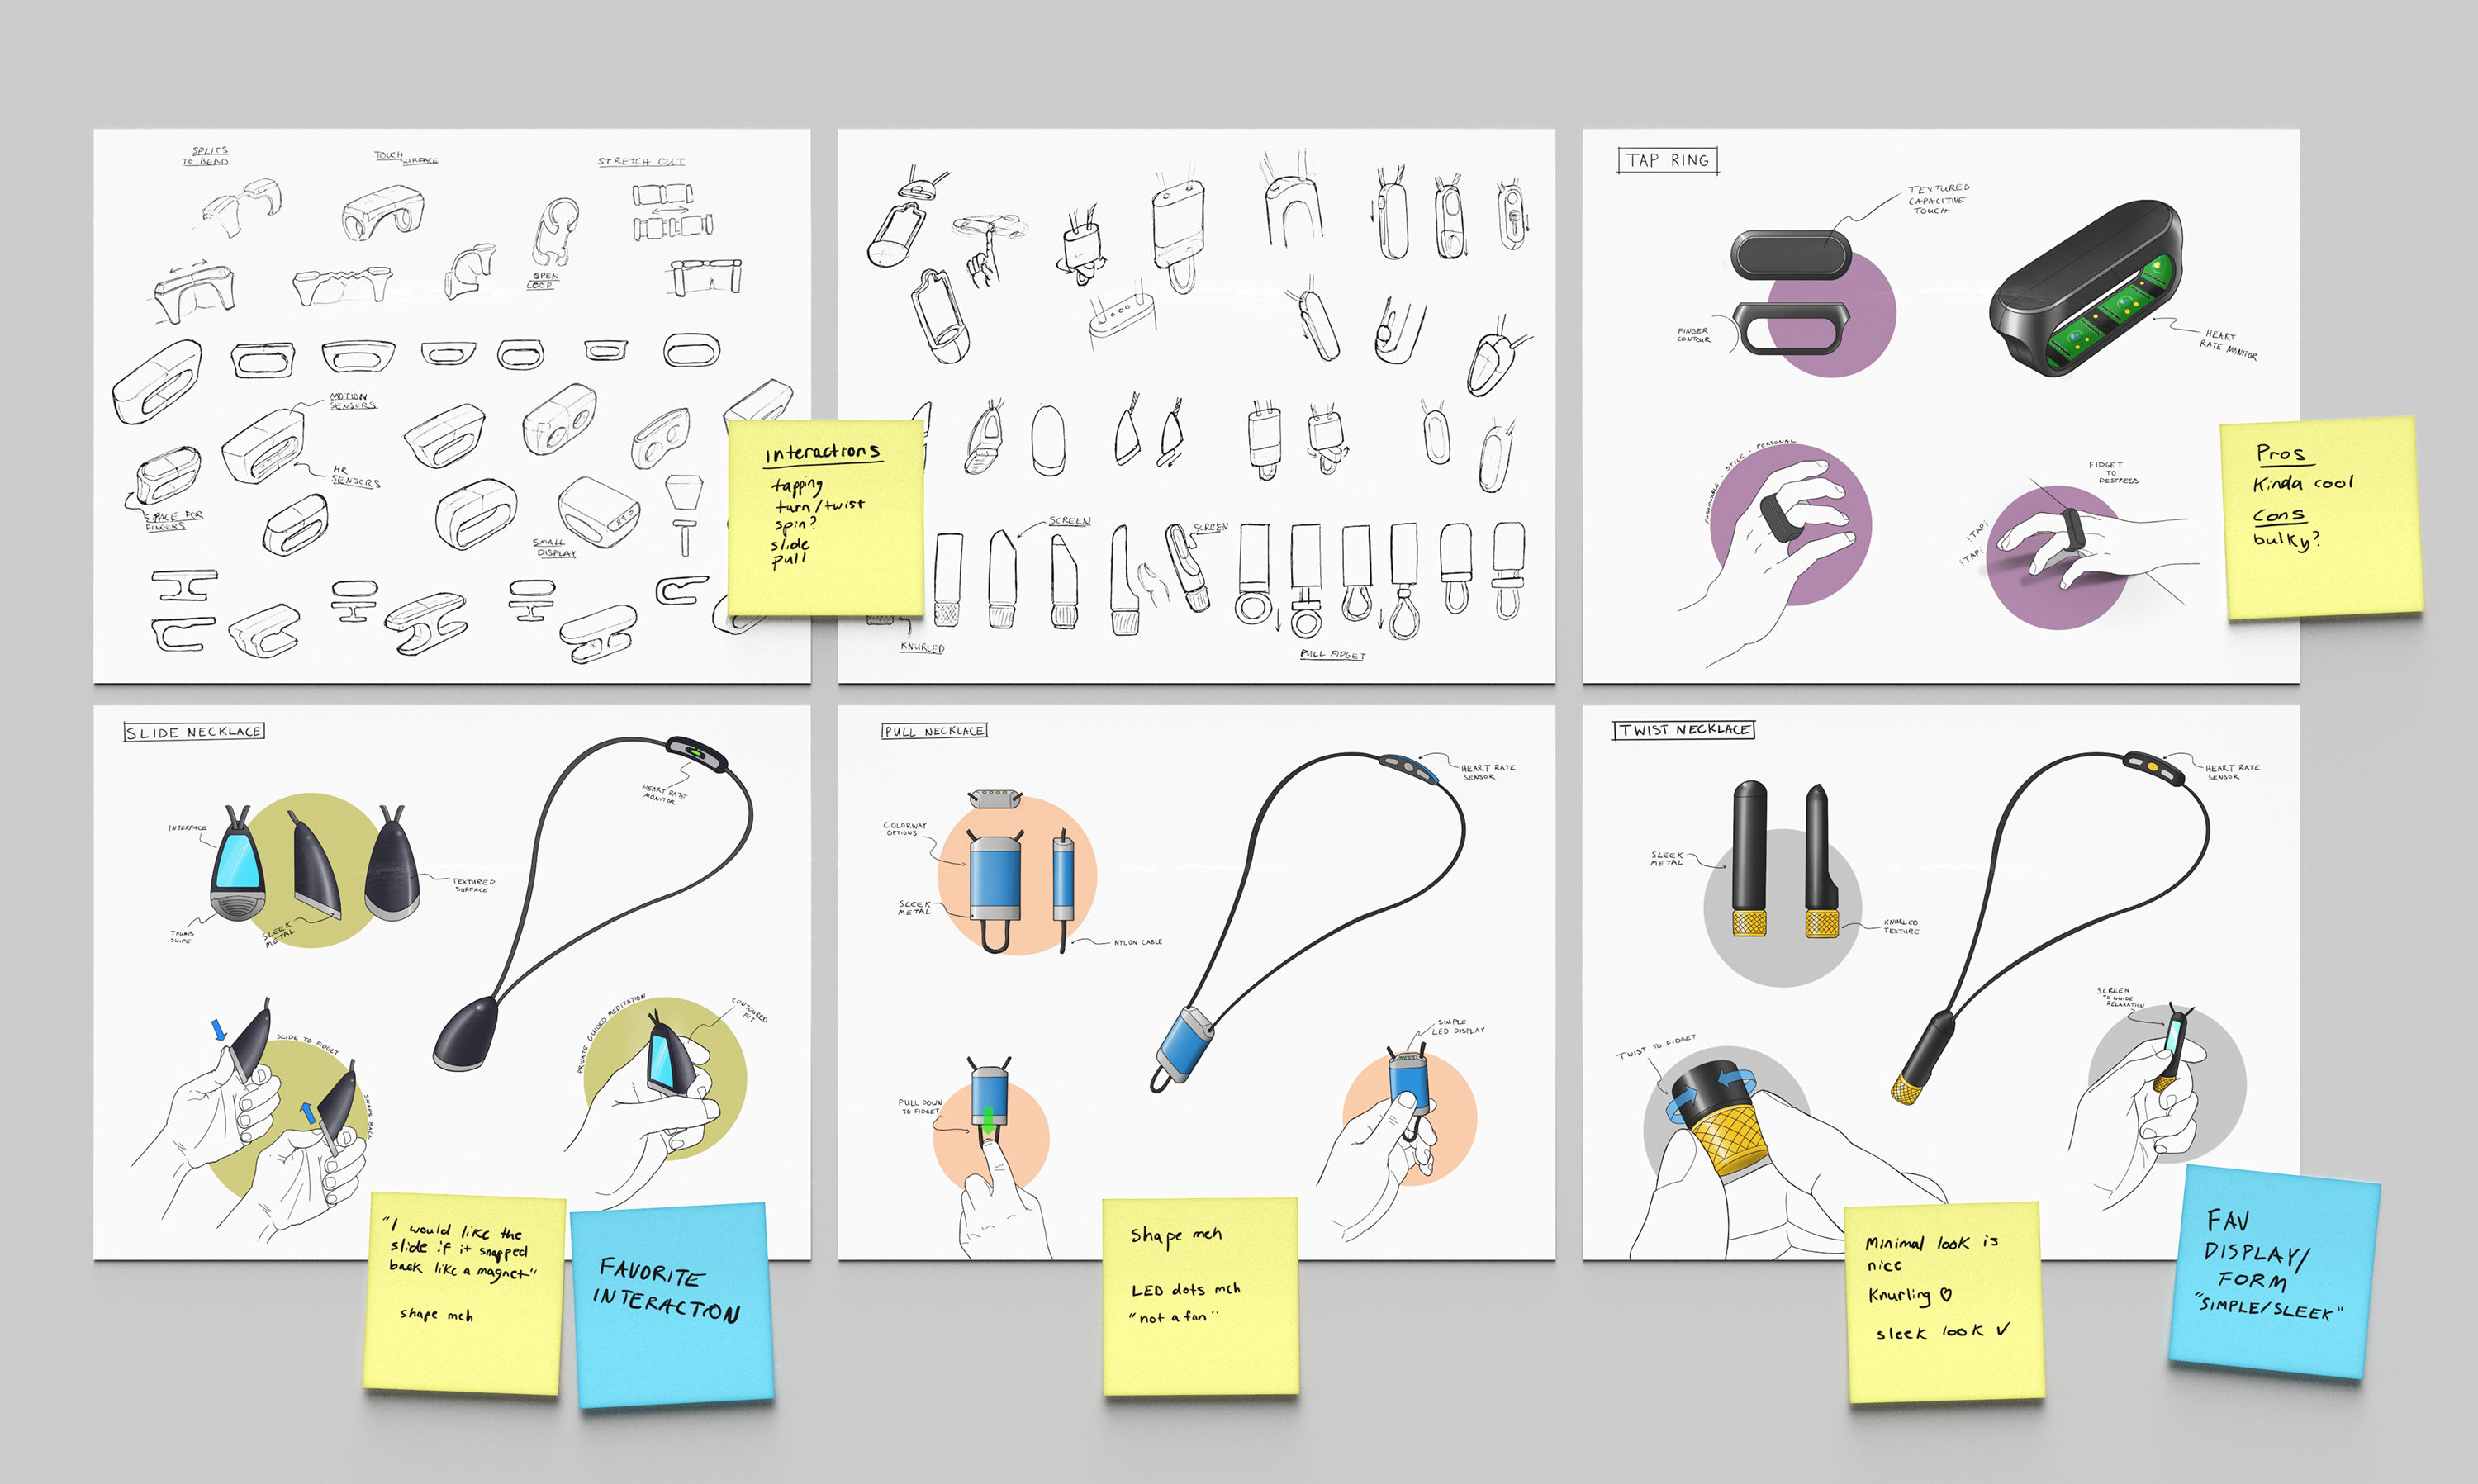 SPLITS
TO BEND
TOUCH
SURFACE
STRETCH OUT
OPEN
LOOP
MOTION
SENSORS
HR
SENSORS
SPACE FOR
FINGERS
SMALL
DISPLAY
Interactions
tapping
turn/twist
spin?
slide
pull
SCREEN
SCREEN
KNURLED
PULL FIDGET
TAP RING
TEXTURED
CAPACITIVE
TOUCH
FINGER
CONTOUR
HEART
RATE MONITOR
FASHIONABLE - STYLE - PERSONAL
FIDGET
TO
DESTRESS
TAP
TAP
Pros
Kinda cool
Cons
bulky?
SLIDE NECKLACE
HEART RATE
MONITOR
INTERFACE
TEXTURED
SURFACE
THUMB
SWIPE
SLEEK
METAL
SLIDE TO FIDGET
SNAPS BACK
PRIVATE GUIDED MEDITATION
CONTOURED
FIT
"I would like the
slide if it snapped
back like a magnet"
shape meh
FAVORITE
INTERACTION
PULL NECKLACE
HEART RATE
SENSOR
COLORWAY
OPTIONS
SLEEK
METAL
NYLON CABLE
PULL DOWN
TO FIDGET
SIMPLE
LED DISPLAY
Shape meh
LED dots meh
"not a fan"
TWIST NECKLACE
HEART RATE
SENSOR
SLEEK
METAL
KNURLED
TEXTURE
TWIST TO FIDGET
SCREEN
TO GUIDE
RELAXATION
Minimal look is
nice
Knurling ♡
sleek look ✓
FAV
DISPLAY/
FORM
"SIMPLE/SLEEK"